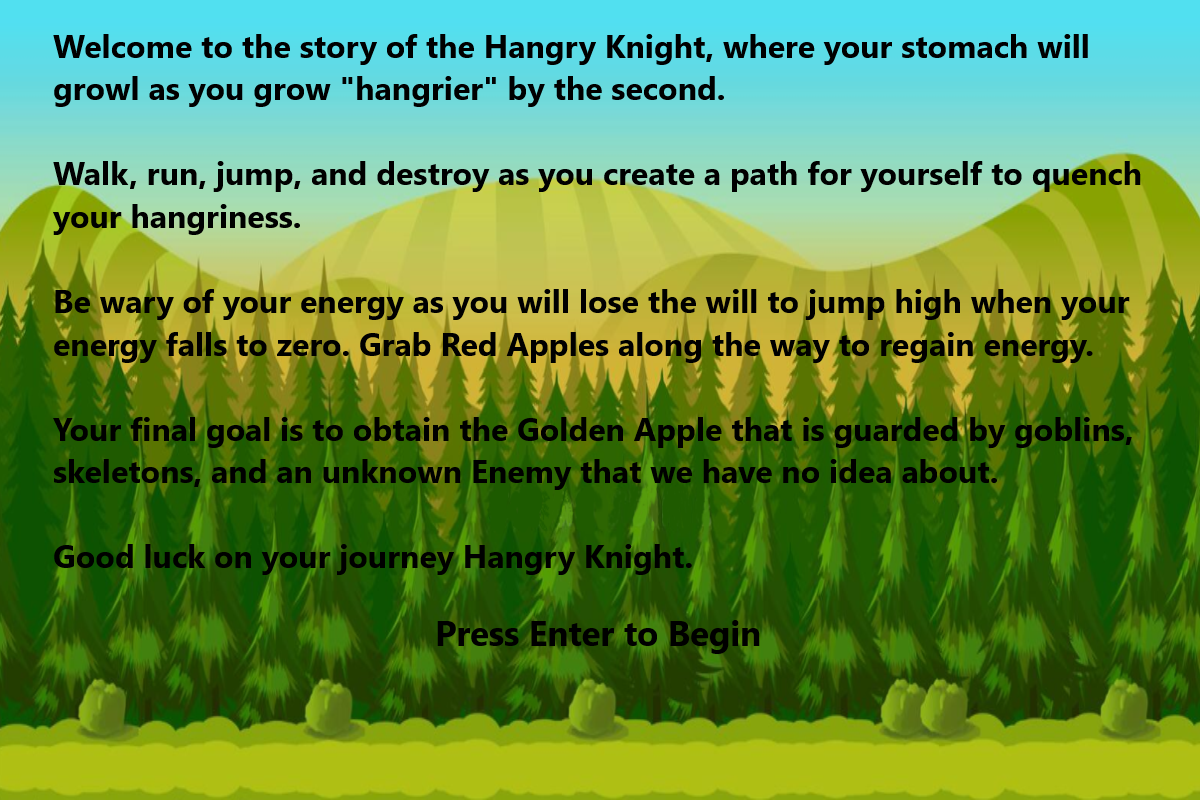 Welcome to the story of the Hangry Knight, where your stomach will
growl as you grow "hangrier" by the second.
Walk, run, jump, and destroy as you create a path for yourself to quench
your hangriness.
Be wary of your energy as you will lose the will to jump high when your
energy falls to zero. Grab Red Apples along the way to regain energy.
Your final goal is to obtain the Golden Apple that is guarded by goblins,
skeletons, and an unknown Enemy that we have no idea about.
Good luck on your journey Hangry Knight.
Press Enter to Begin